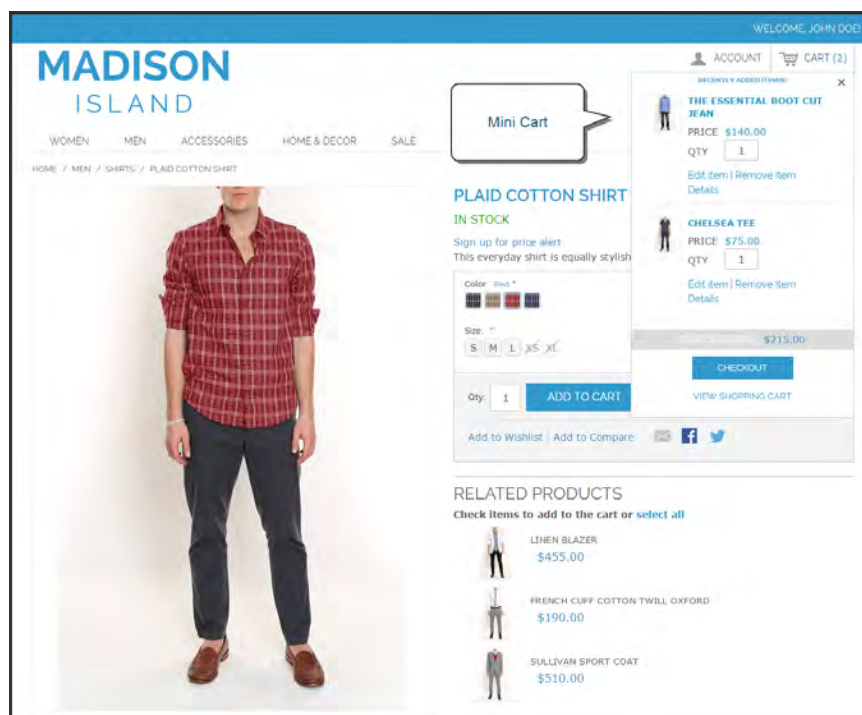 WELCOME, JOHN DOE!
MADISON
ISLAND
ACCOUNT
CART (2)
WOMEN MEN ACCESSORIES HOME & DECOR SALE
HOME / MEN / SHIRTS / PLAID COTTON SHIRT
Mini Cart
RECENTLY ADDED ITEM(S)
×
THE ESSENTIAL BOOT CUT
JEAN
PRICE $140.00
QTY 1
Edit item | Remove Item
Details
CHELSEA TEE
PRICE $75.00
QTY 1
Edit item | Remove Item
Details
$215.00
CHECKOUT
VIEW SHOPPING CART
PLAID COTTON SHIRT
IN STOCK
Sign up for price alert
This everyday shirt is equally stylish
Color: Red *
Size: *
S M L XS XL
Qty: 1 ADD TO CART
Add to Wishlist | Add to Compare
RELATED PRODUCTS
Check items to add to the cart or select all
LINEN BLAZER
$455.00
FRENCH CUFF COTTON TWILL OXFORD
$190.00
SULLIVAN SPORT COAT
$510.00